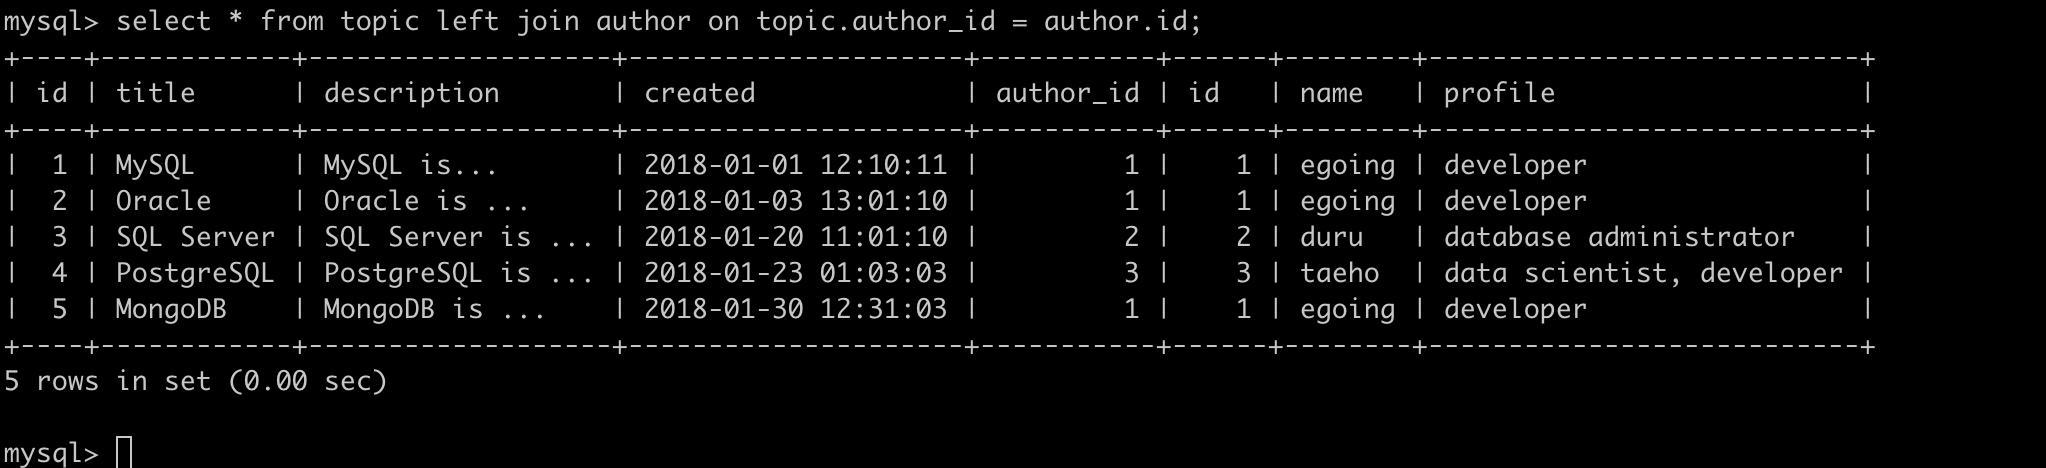 mysql> select * from topic left join author on topic.author_id = author.id;
+----+------------+-------------------+---------------------+-----------+------+--------+---------------------------+
| id | title      | description       | created             | author_id | id   | name   | profile                   |
+----+------------+-------------------+---------------------+-----------+------+--------+---------------------------+
|  1 | MySQL      | MySQL is...       | 2018-01-01 12:10:11 |         1 |    1 | egoing | developer                 |
|  2 | Oracle     | Oracle is ...     | 2018-01-03 13:01:10 |         1 |    1 | egoing | developer                 |
|  3 | SQL Server | SQL Server is ... | 2018-01-20 11:01:10 |         2 |    2 | duru   | database administrator    |
|  4 | PostgreSQL | PostgreSQL is ... | 2018-01-23 01:03:03 |         3 |    3 | taeho  | data scientist, developer |
|  5 | MongoDB    | MongoDB is ...    | 2018-01-30 12:31:03 |         1 |    1 | egoing | developer                 |
+----+------------+-------------------+---------------------+-----------+------+--------+---------------------------+
5 rows in set (0.00 sec)
mysql>